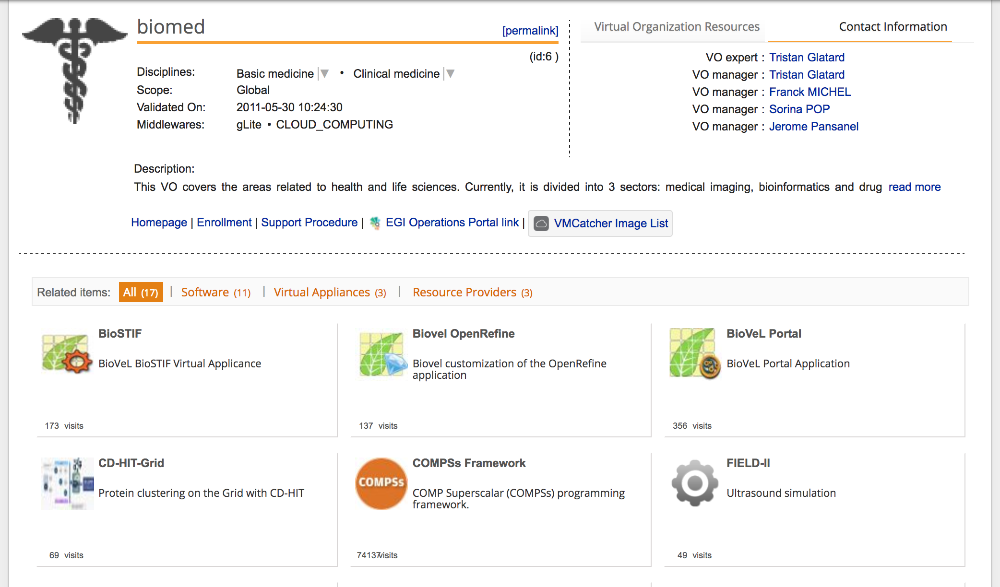 biomed
[permalink]
(id:6 )
Disciplines: Basic medicine • Clinical medicine
Scope: Global
Validated On: 2011-05-30 10:24:30
Middlewares: gLite • CLOUD_COMPUTING
Virtual Organization Resources Contact Information
VO expert : Tristan Glatard
VO manager : Tristan Glatard
VO manager : Franck MICHEL
VO manager : Sorina POP
VO manager : Jerome Pansanel
Description:
This VO covers the areas related to health and life sciences. Currently, it is divided into 3 sectors: medical imaging, bioinformatics and drug read more
Homepage | Enrollment | Support Procedure | EGI Operations Portal link | VMCatcher Image List
Related items: All (17) | Software (11) | Virtual Appliances (3) | Resource Providers (3)
BioSTIF
BioVeL BioSTIF Virtual Applicance
173 visits
Biovel OpenRefine
Biovel customization of the OpenRefine
application
137 visits
BioVeL Portal
BioVeL Portal Application
356 visits
CD-HIT-Grid
Protein clustering on the Grid with CD-HIT
69 visits
COMPSs
COMPSs Framework
COMP Superscalar (COMPSs) programming
framework.
74137 visits
FIELD-II
Ultrasound simulation
49 visits